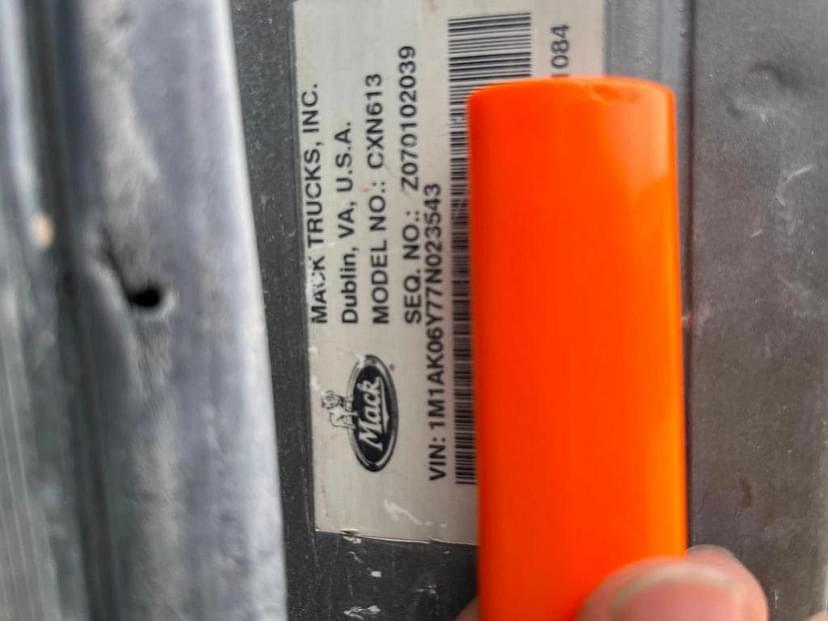 MACK TRUCKS, INC.
Dublin, VA, U.S.A.
MODEL NO.: CXN613
SEQ. NO.: Z070102039
Mack
VIN: 1M1AK06Y77N023543
1084